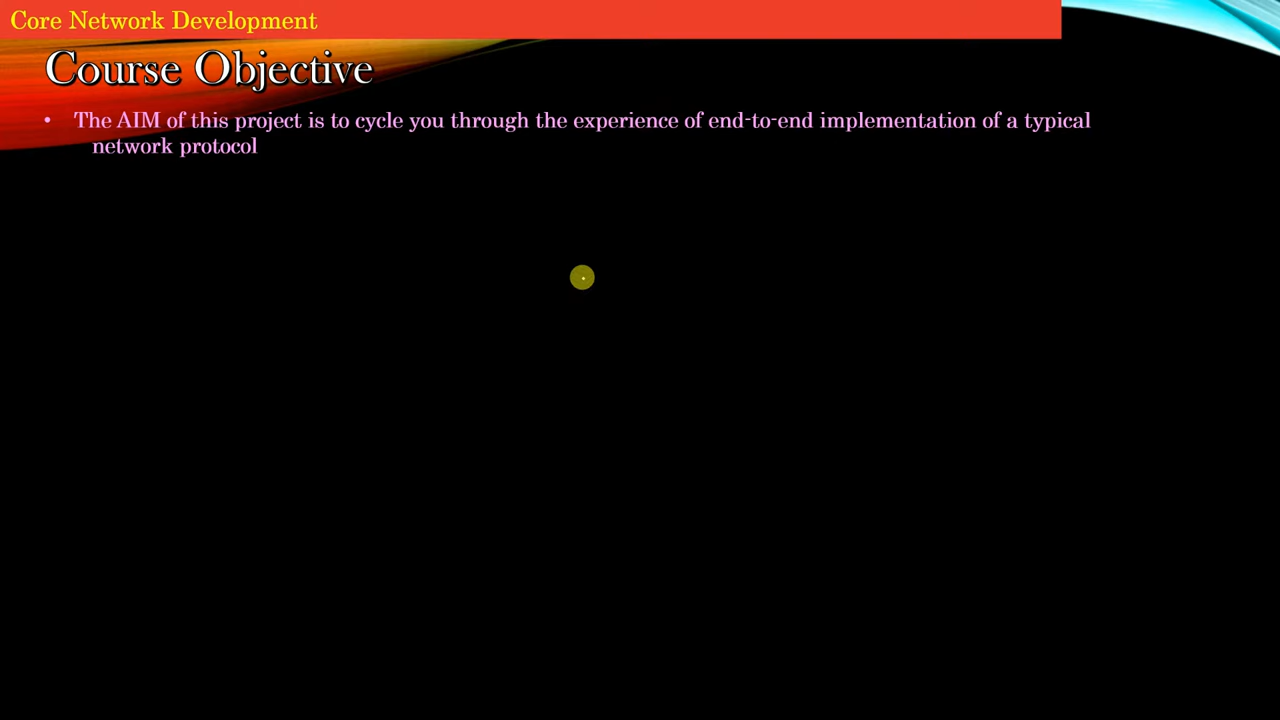 Core Network Development
Course Objective
• The AIM of this project is to cycle you through the experience of end-to-end implementation of a typical
network protocol